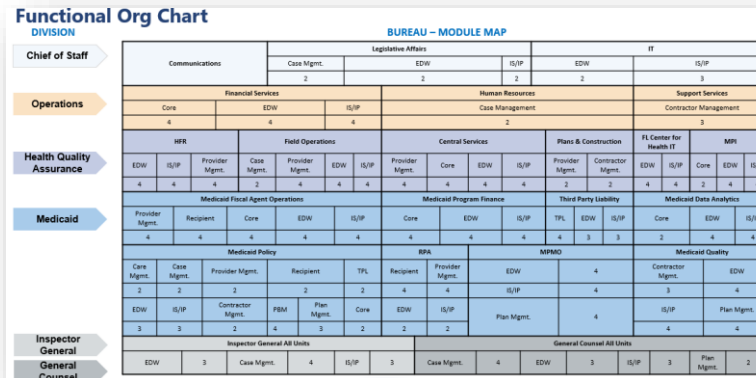 Functional Org Chart
DIVISION
BUREAU – MODULE MAP
Chief of Staff
Communications
Legislative Affairs
IT
Case Mgmt. EDW IS/IP EDW IS/IP
2 2 2 2 3
Operations
Financial Services Human Resources Support Services
Core EDW IS/IP Case Management Contractor Management
4 4 4 2 3
Health Quality Assurance
HFR Field Operations Central Services Plans & Construction FL Center for Health IT MPI
EDW IS/IP Provider Mgmt. Case Mgmt. Provider Mgmt. EDW IS/IP Provider Mgmt. Core EDW IS/IP Provider Mgmt. Contractor Mgmt. EDW IS/IP Core EDW
4 4 4 2 4 4 4 4 4 4 4 2 2 4 4 2 4
Medicaid
Medicaid Fiscal Agent Operations Medicaid Program Finance Third Party Liability Medicaid Data Analytics
Provider Mgmt. Recipient Core EDW IS/IP Core EDW IS/IP TPL EDW IS/IP Core EDW
4 4 4 4 4 4 4 4 4 3 3 2 4 4
Medicaid Policy RPA MPMO Medicaid Quality
Care Mgmt. Case Mgmt. Provider Mgmt. Recipient TPL Recipient Provider Mgmt. EDW 4 Contractor Mgmt. EDW
2 2 2 2 2 4 4 IS/IP 4 3 4
EDW IS/IP Contractor Mgmt. PBM Plan Mgmt. Core EDW IS/IP Plan Mgmt. 4 IS/IP Plan Mgmt.
3 3 2 4 3 2 2 2 4 4
Inspector General
Inspector General All Units General Counsel All Units
General Counsel
EDW 3 Case Mgmt. 4 IS/IP 3 Case Mgmt. 4 EDW 3 IS/IP 3 Plan Mgmt. 2